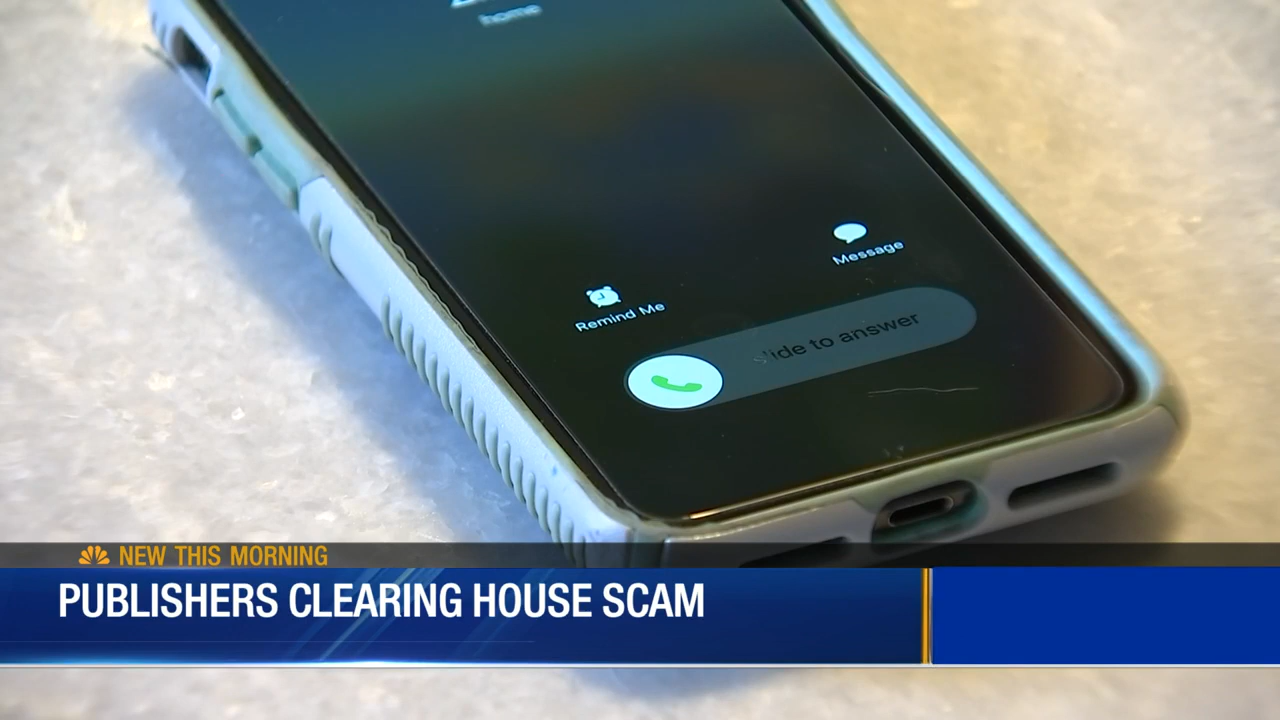 home
Message
Remind Me
slide to answer
NEW THIS MORNING
PUBLISHERS CLEARING HOUSE SCAM